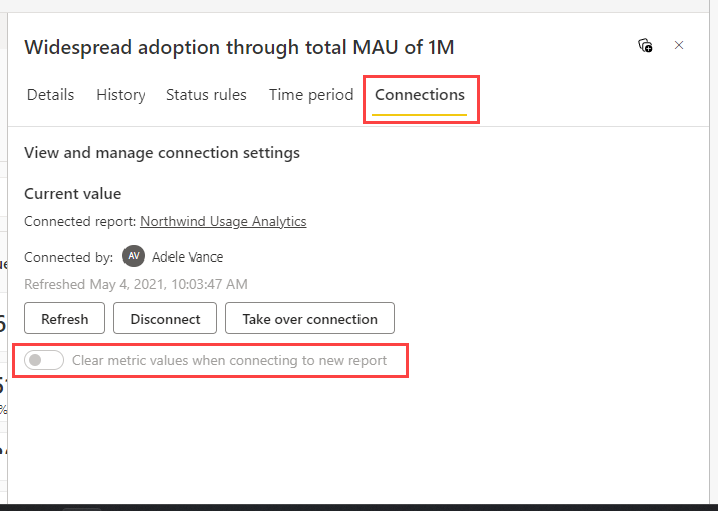 Widespread adoption through total MAU of 1M
Details History Status rules Time period Connections
View and manage connection settings
Current value
Connected report: Northwind Usage Analytics
Connected by: AV Adele Vance
Refreshed May 4, 2021, 10:03:47 AM
Refresh Disconnect Take over connection
Clear metric values when connecting to new report